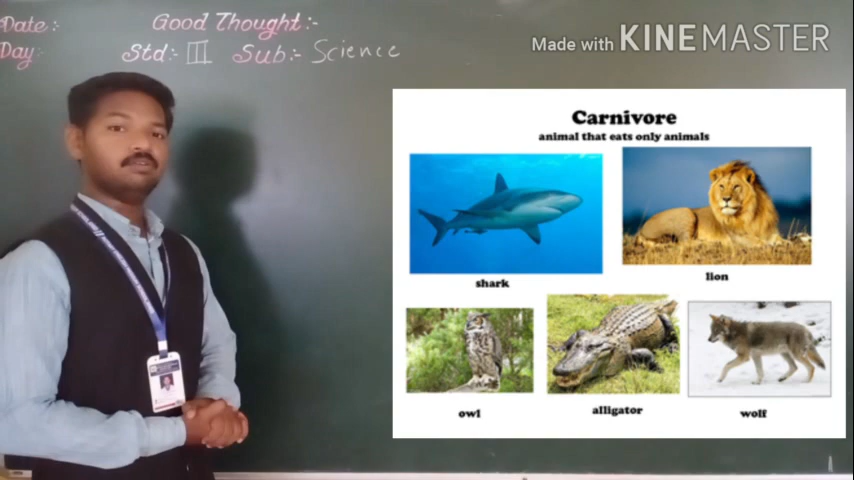 Date:-
Good Thought:-
Day:
Std:- III Sub:- Science
Made with KINEMASTER
Carnivore
animal that eats only animals
shark
lion
owl
alligator
wolf